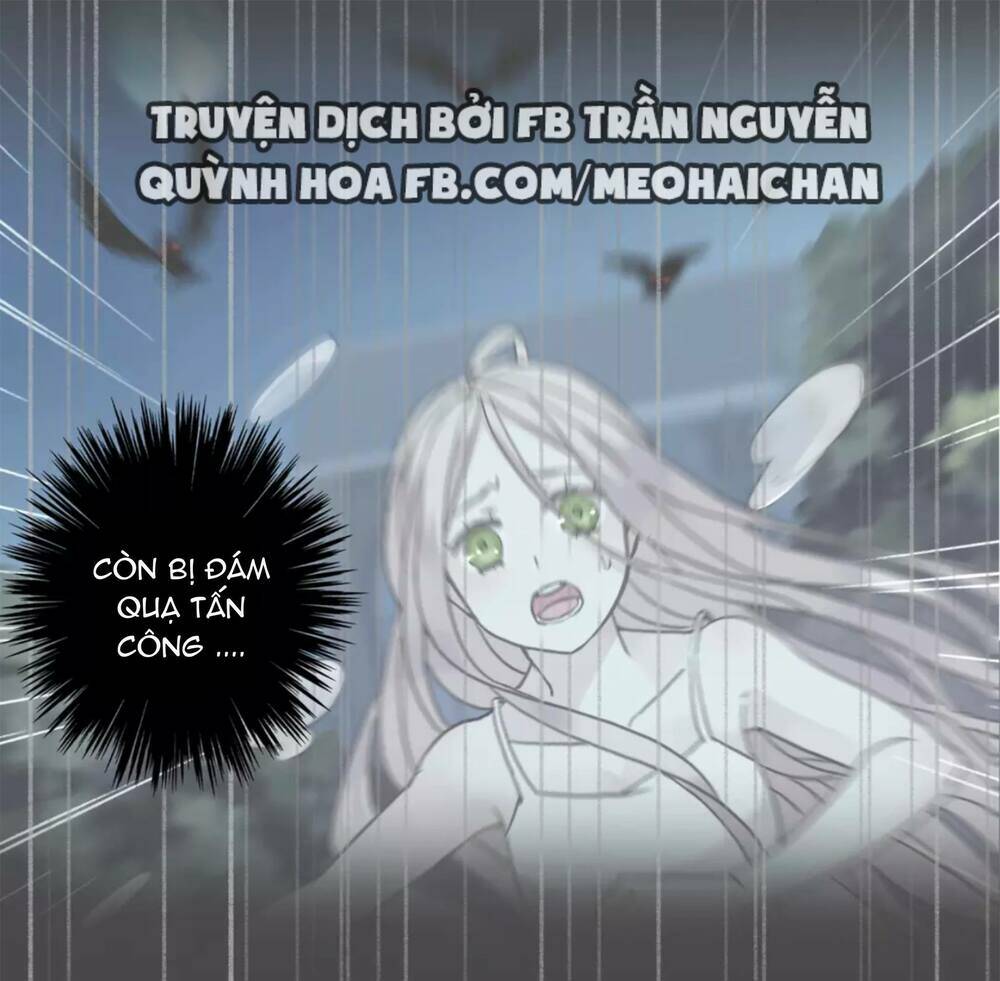 TRUYỆN DỊCH BỞI FB TRẦN NGUYỄN
QUỲNH HOA FB.COM/MEOHAICHAN
CÒN BỊ ĐÁM
QUẠ TẤN
CÔNG ....